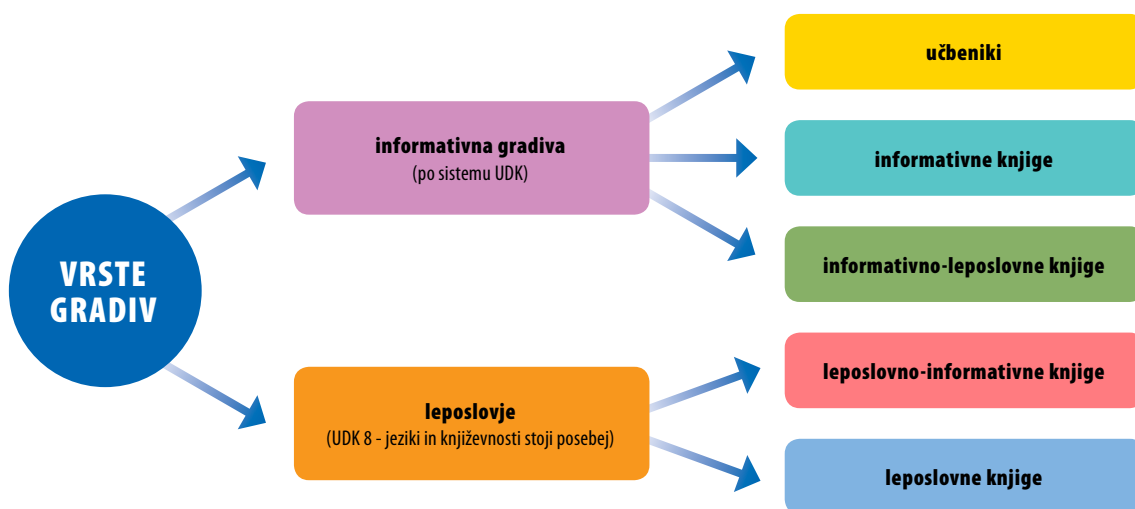 VRSTE
GRADIV
informativna gradiva
(po sistemu UDK)
leposlovje
(UDK 8 - jeziki in književnosti stoji posebej)
učbeniki
informativne knjige
informativno-leposlovne knjige
leposlovno-informativne knjige
leposlovne knjige